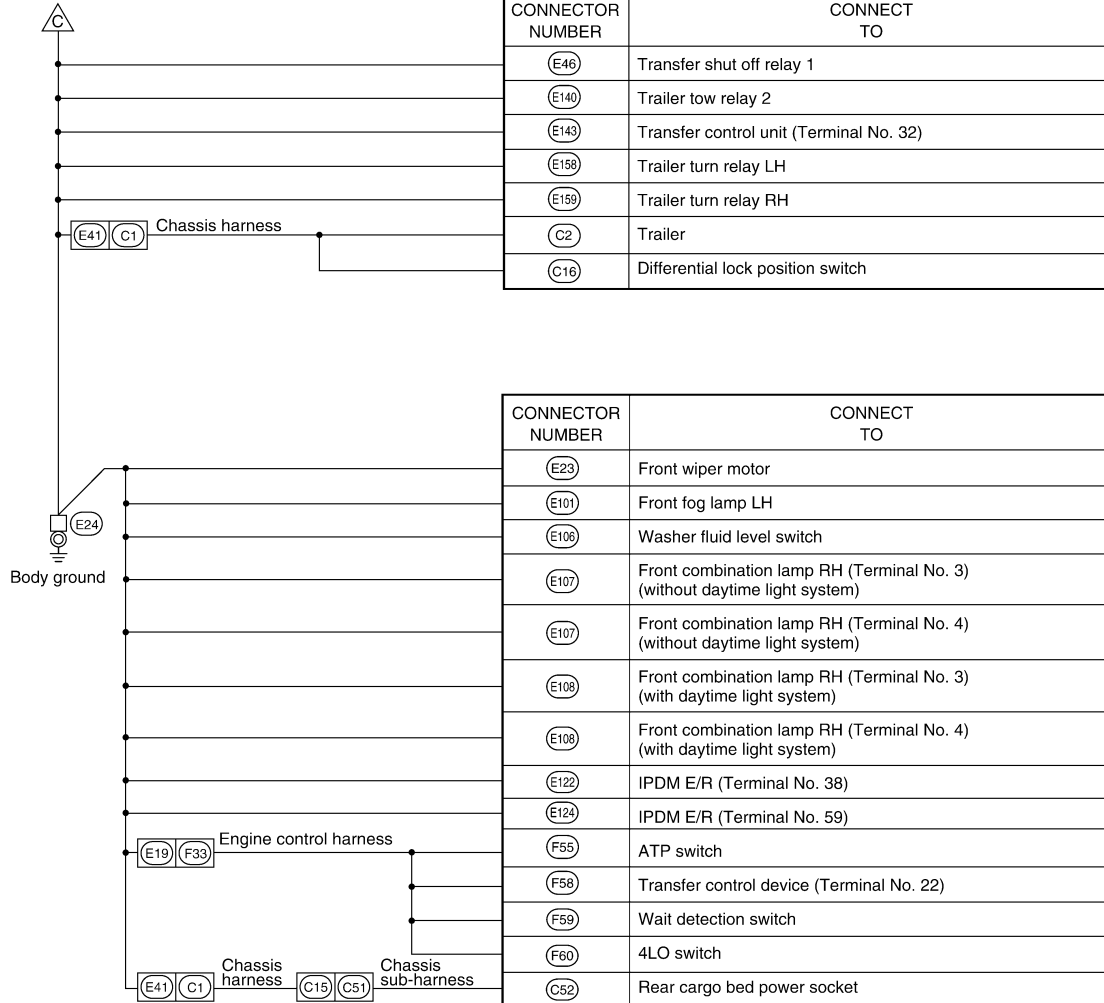 C
CONNECTOR NUMBER CONNECT TO
E46 Transfer shut off relay 1
E140 Trailer tow relay 2
E143 Transfer control unit (Terminal No. 32)
E158 Trailer turn relay LH
E159 Trailer turn relay RH
E41 C1 Chassis harness C2 Trailer
C16 Differential lock position switch
CONNECTOR NUMBER CONNECT TO
E23 Front wiper motor
E101 Front fog lamp LH
E24
E106 Washer fluid level switch
Body ground
E107 Front combination lamp RH (Terminal No. 3)
(without daytime light system)
E107 Front combination lamp RH (Terminal No. 4)
(without daytime light system)
E108 Front combination lamp RH (Terminal No. 3)
(with daytime light system)
E108 Front combination lamp RH (Terminal No. 4)
(with daytime light system)
E122 IPDM E/R (Terminal No. 38)
E124 IPDM E/R (Terminal No. 59)
E19 F33 Engine control harness F55 ATP switch
F58 Transfer control device (Terminal No. 22)
F59 Wait detection switch
F60 4LO switch
E41 C1 Chassis harness C15 C51 Chassis sub-harness C52 Rear cargo bed power socket